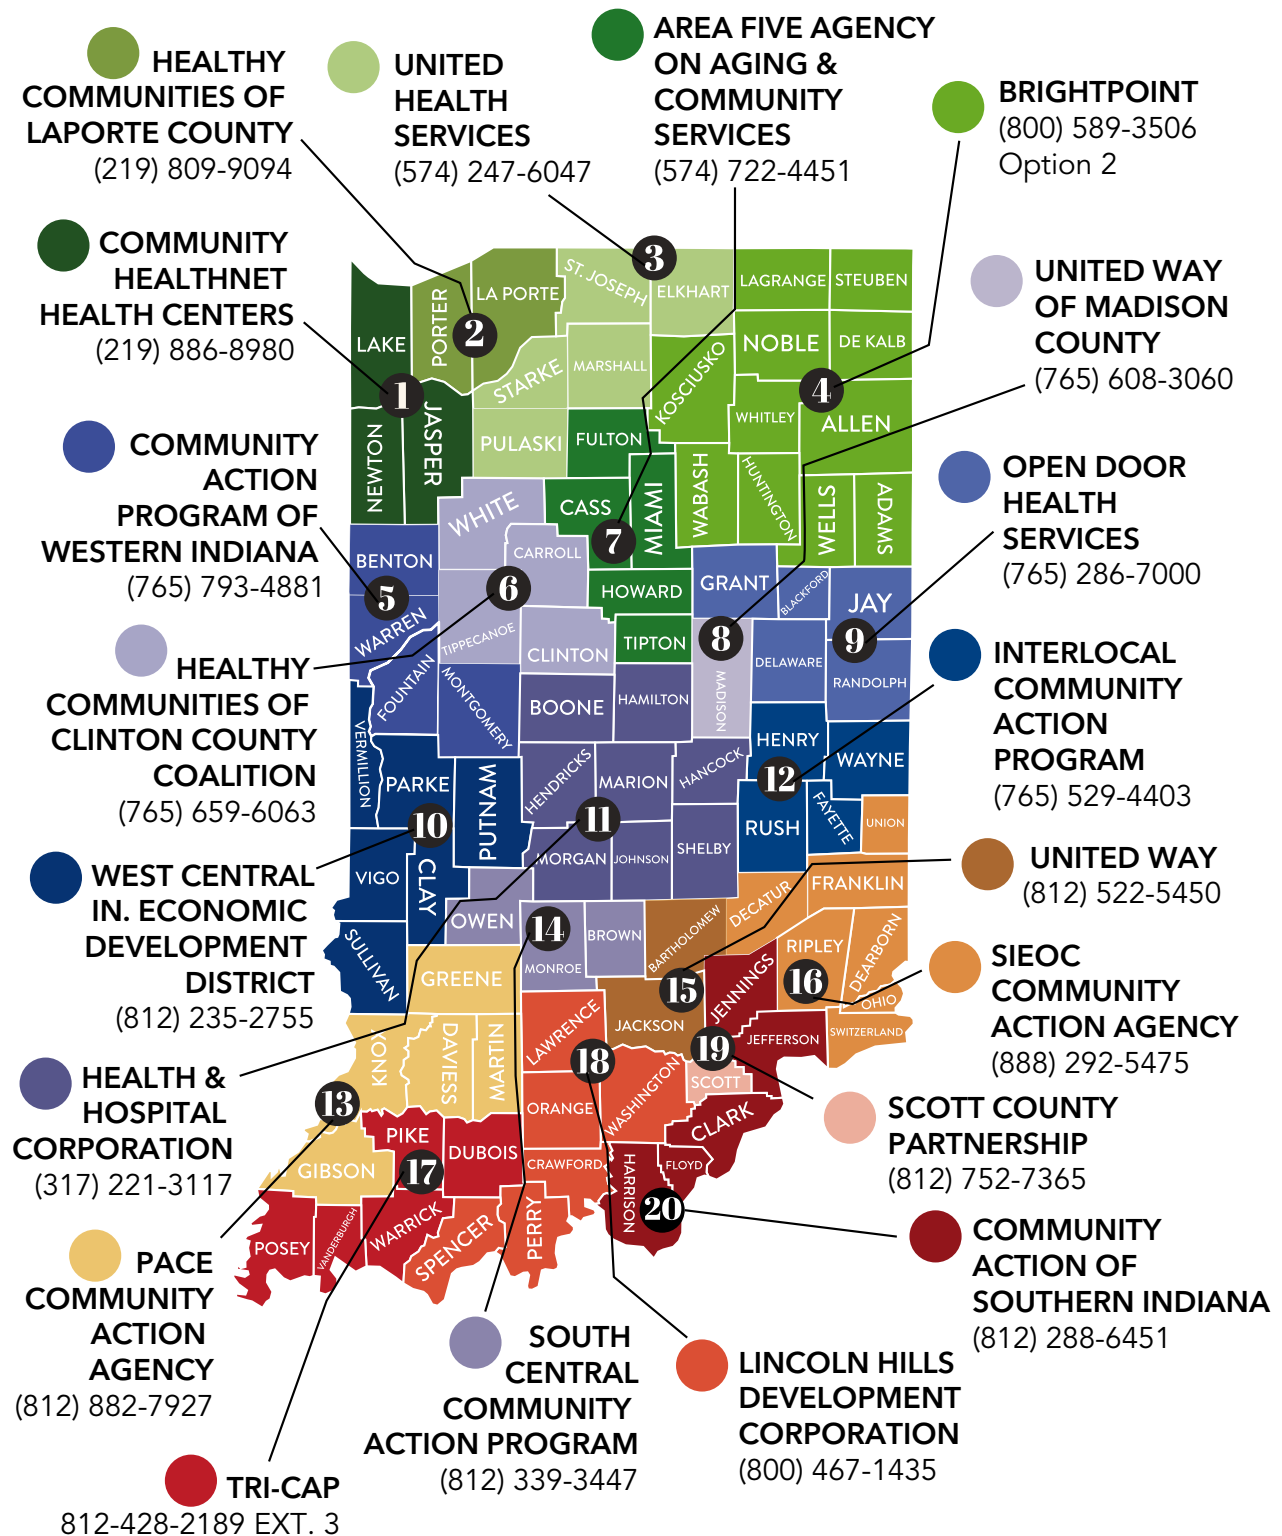 HEALTHY
COMMUNITIES OF
LAPORTE COUNTY
(219) 809-9094
UNITED
HEALTH
SERVICES
(574) 247-6047
AREA FIVE AGENCY
ON AGING &
COMMUNITY
SERVICES
(574) 722-4451
BRIGHTPOINT
(800) 589-3506
Option 2
COMMUNITY
HEALTHNET
HEALTH CENTERS
(219) 886-8980
UNITED WAY
OF MADISON
COUNTY
(765) 608-3060
COMMUNITY
ACTION
PROGRAM OF
WESTERN INDIANA
(765) 793-4881
OPEN DOOR
HEALTH
SERVICES
(765) 286-7000
HEALTHY
COMMUNITIES OF
CLINTON COUNTY
COALITION
(765) 659-6063
INTERLOCAL
COMMUNITY
ACTION
PROGRAM
(765) 529-4403
WEST CENTRAL
IN. ECONOMIC
DEVELOPMENT
DISTRICT
(812) 235-2755
UNITED WAY
(812) 522-5450
SIEOC
COMMUNITY
ACTION AGENCY
(888) 292-5475
HEALTH &
HOSPITAL
CORPORATION
(317) 221-3117
SCOTT COUNTY
PARTNERSHIP
(812) 752-7365
PACE
COMMUNITY
ACTION
AGENCY
(812) 882-7927
COMMUNITY
ACTION OF
SOUTHERN INDIANA
(812) 288-6451
SOUTH
CENTRAL
COMMUNITY
ACTION PROGRAM
(812) 339-3447
LINCOLN HILLS
DEVELOPMENT
CORPORATION
(800) 467-1435
TRI-CAP
812-428-2189 EXT. 3
LAKE
PORTER
LA PORTE
ST. JOSEPH
ELKHART
LAGRANGE
STEUBEN
NOBLE
DE KALB
STARKE
MARSHALL
KOSCIUSKO
WHITLEY
ALLEN
NEWTON
JASPER
PULASKI
FULTON
WABASH
HUNTINGTON
WELLS
ADAMS
WHITE
CASS
MIAMI
CARROLL
BENTON
HOWARD
GRANT
BLACKFORD
JAY
WARREN
TIPPECANOE
CLINTON
TIPTON
MADISON
DELAWARE
RANDOLPH
FOUNTAIN
MONTGOMERY
BOONE
HAMILTON
VERMILLION
PARKE
PUTNAM
HENDRICKS
MARION
HANCOCK
HENRY
WAYNE
RUSH
FAYETTE
UNION
VIGO
CLAY
MORGAN
JOHNSON
SHELBY
OWEN
MONROE
BROWN
BARTHOLOMEW
DECATUR
FRANKLIN
SULLIVAN
GREENE
LAWRENCE
JACKSON
JENNINGS
RIPLEY
DEARBORN
OHIO
SWITZERLAND
JEFFERSON
KNOX
DAVIESS
MARTIN
ORANGE
WASHINGTON
SCOTT
CLARK
FLOYD
HARRISON
GIBSON
PIKE
DUBOIS
CRAWFORD
PERRY
SPENCER
WARRICK
VANDERBURGH
POSEY
1
2
3
4
5
6
7
8
9
10
11
12
13
14
15
16
17
18
19
20